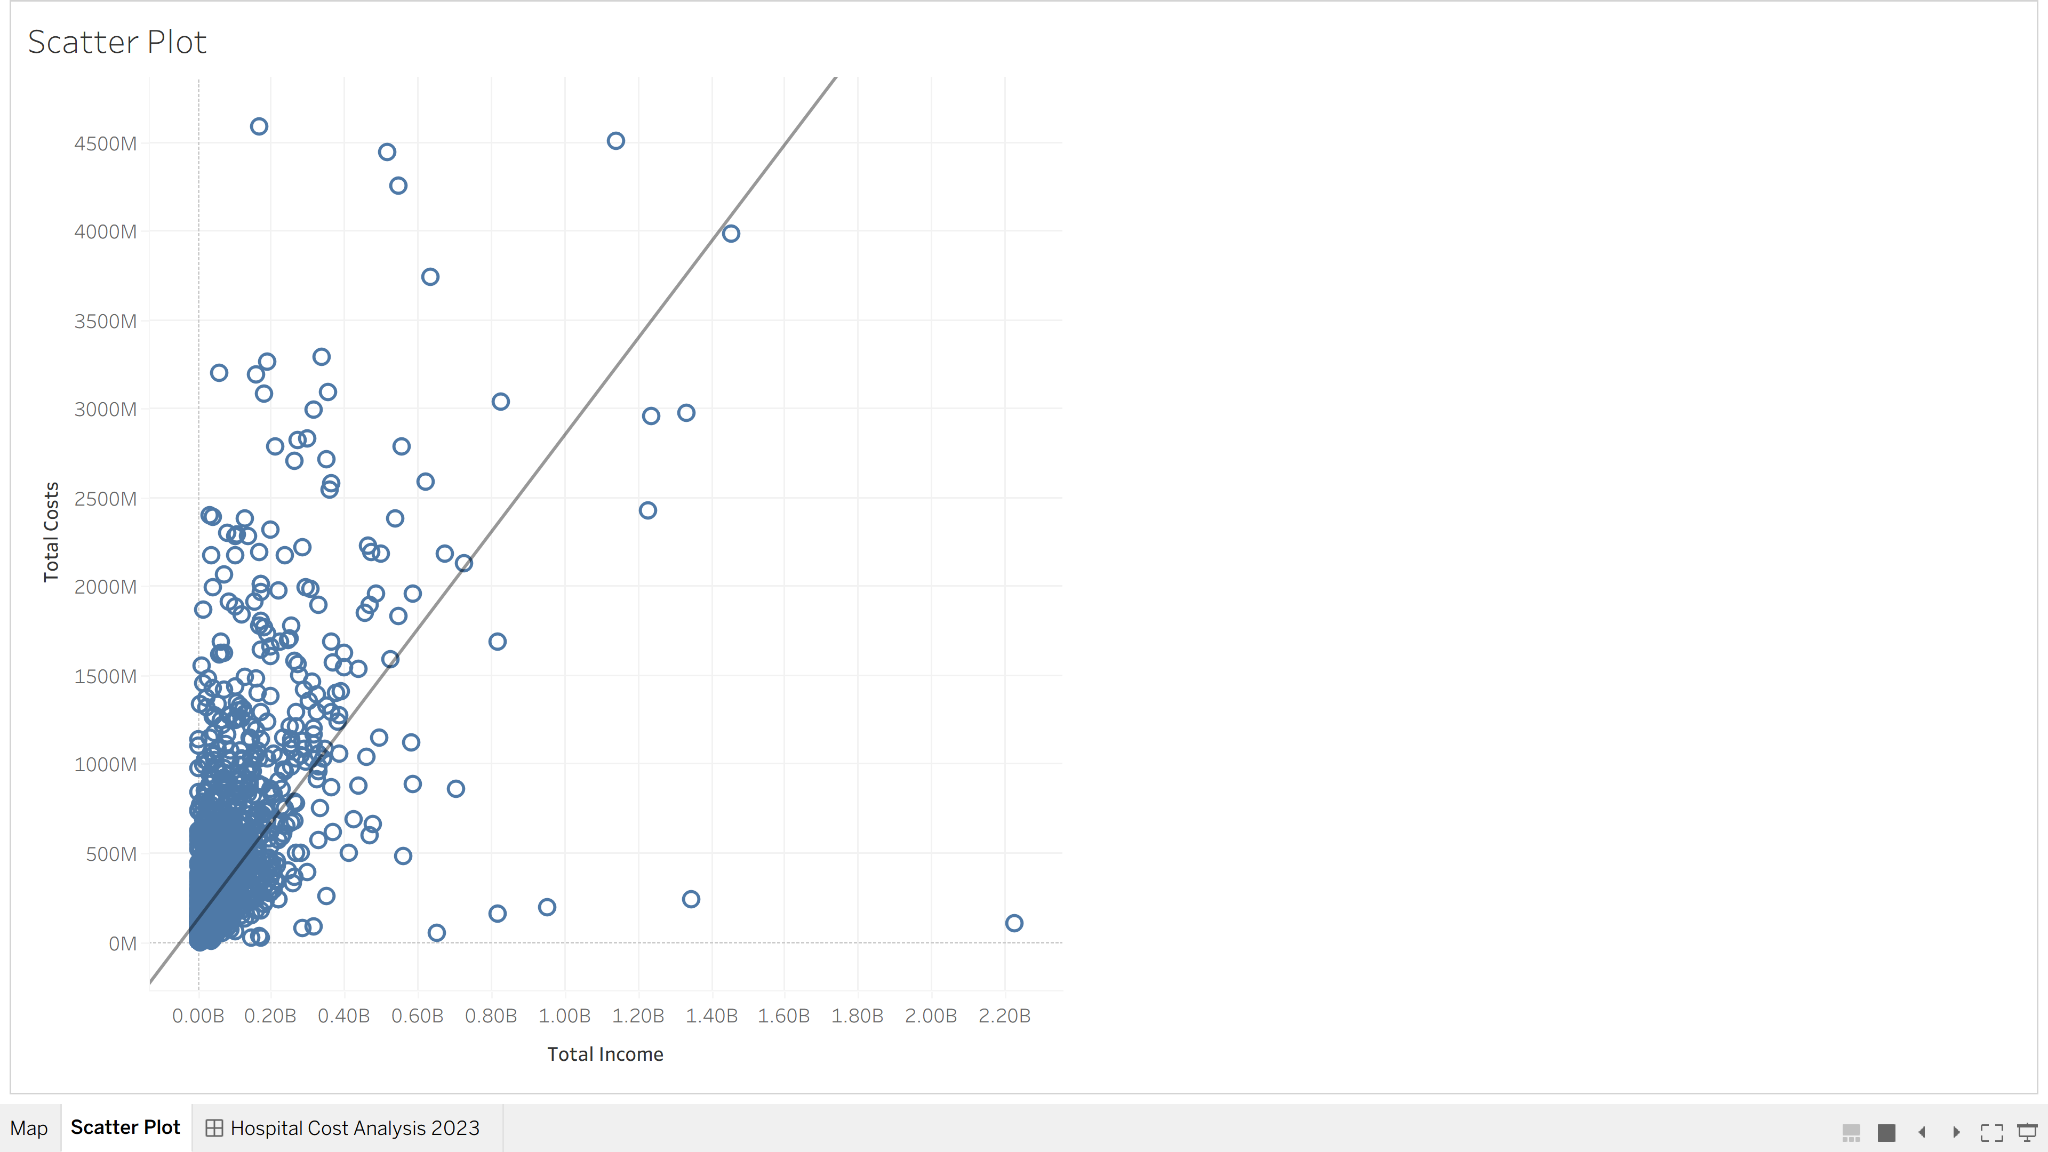 Scatter Plot
4500M
4000M
3500M
3000M
2500M
2000M
1500M
1000M
500M
0M
Total Costs
0.00B 0.20B 0.40B 0.60B 0.80B 1.00B 1.20B 1.40B 1.60B 1.80B 2.00B 2.20B
Total Income
Map Scatter Plot Hospital Cost Analysis 2023